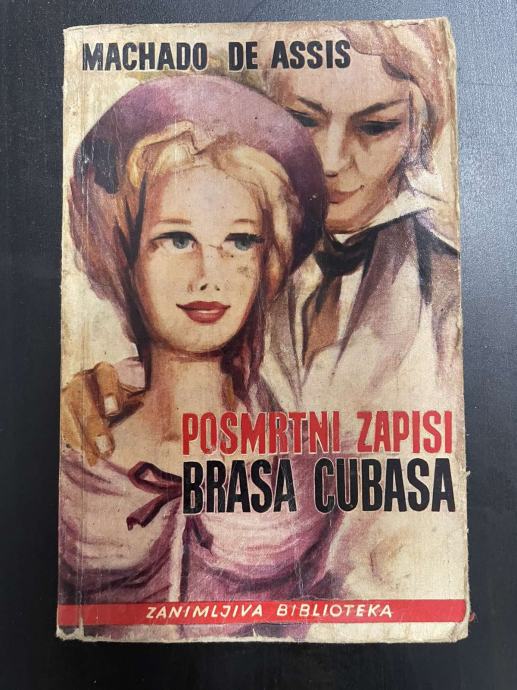 MACHADO DE ASSIS
POSMRTNI ZAPISI
BRASA CUBASA
ZANIMLJIVA BIBLIOTEKA